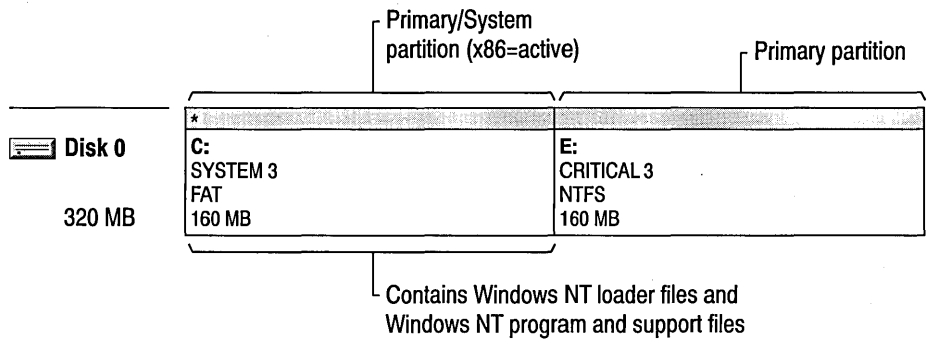 Primary/System
partition (x86=active)
Primary partition
*
Disk 0
320 MB
C:
SYSTEM 3
FAT
160 MB
E:
CRITICAL 3
NTFS
160 MB
Contains Windows NT loader files and
Windows NT program and support files